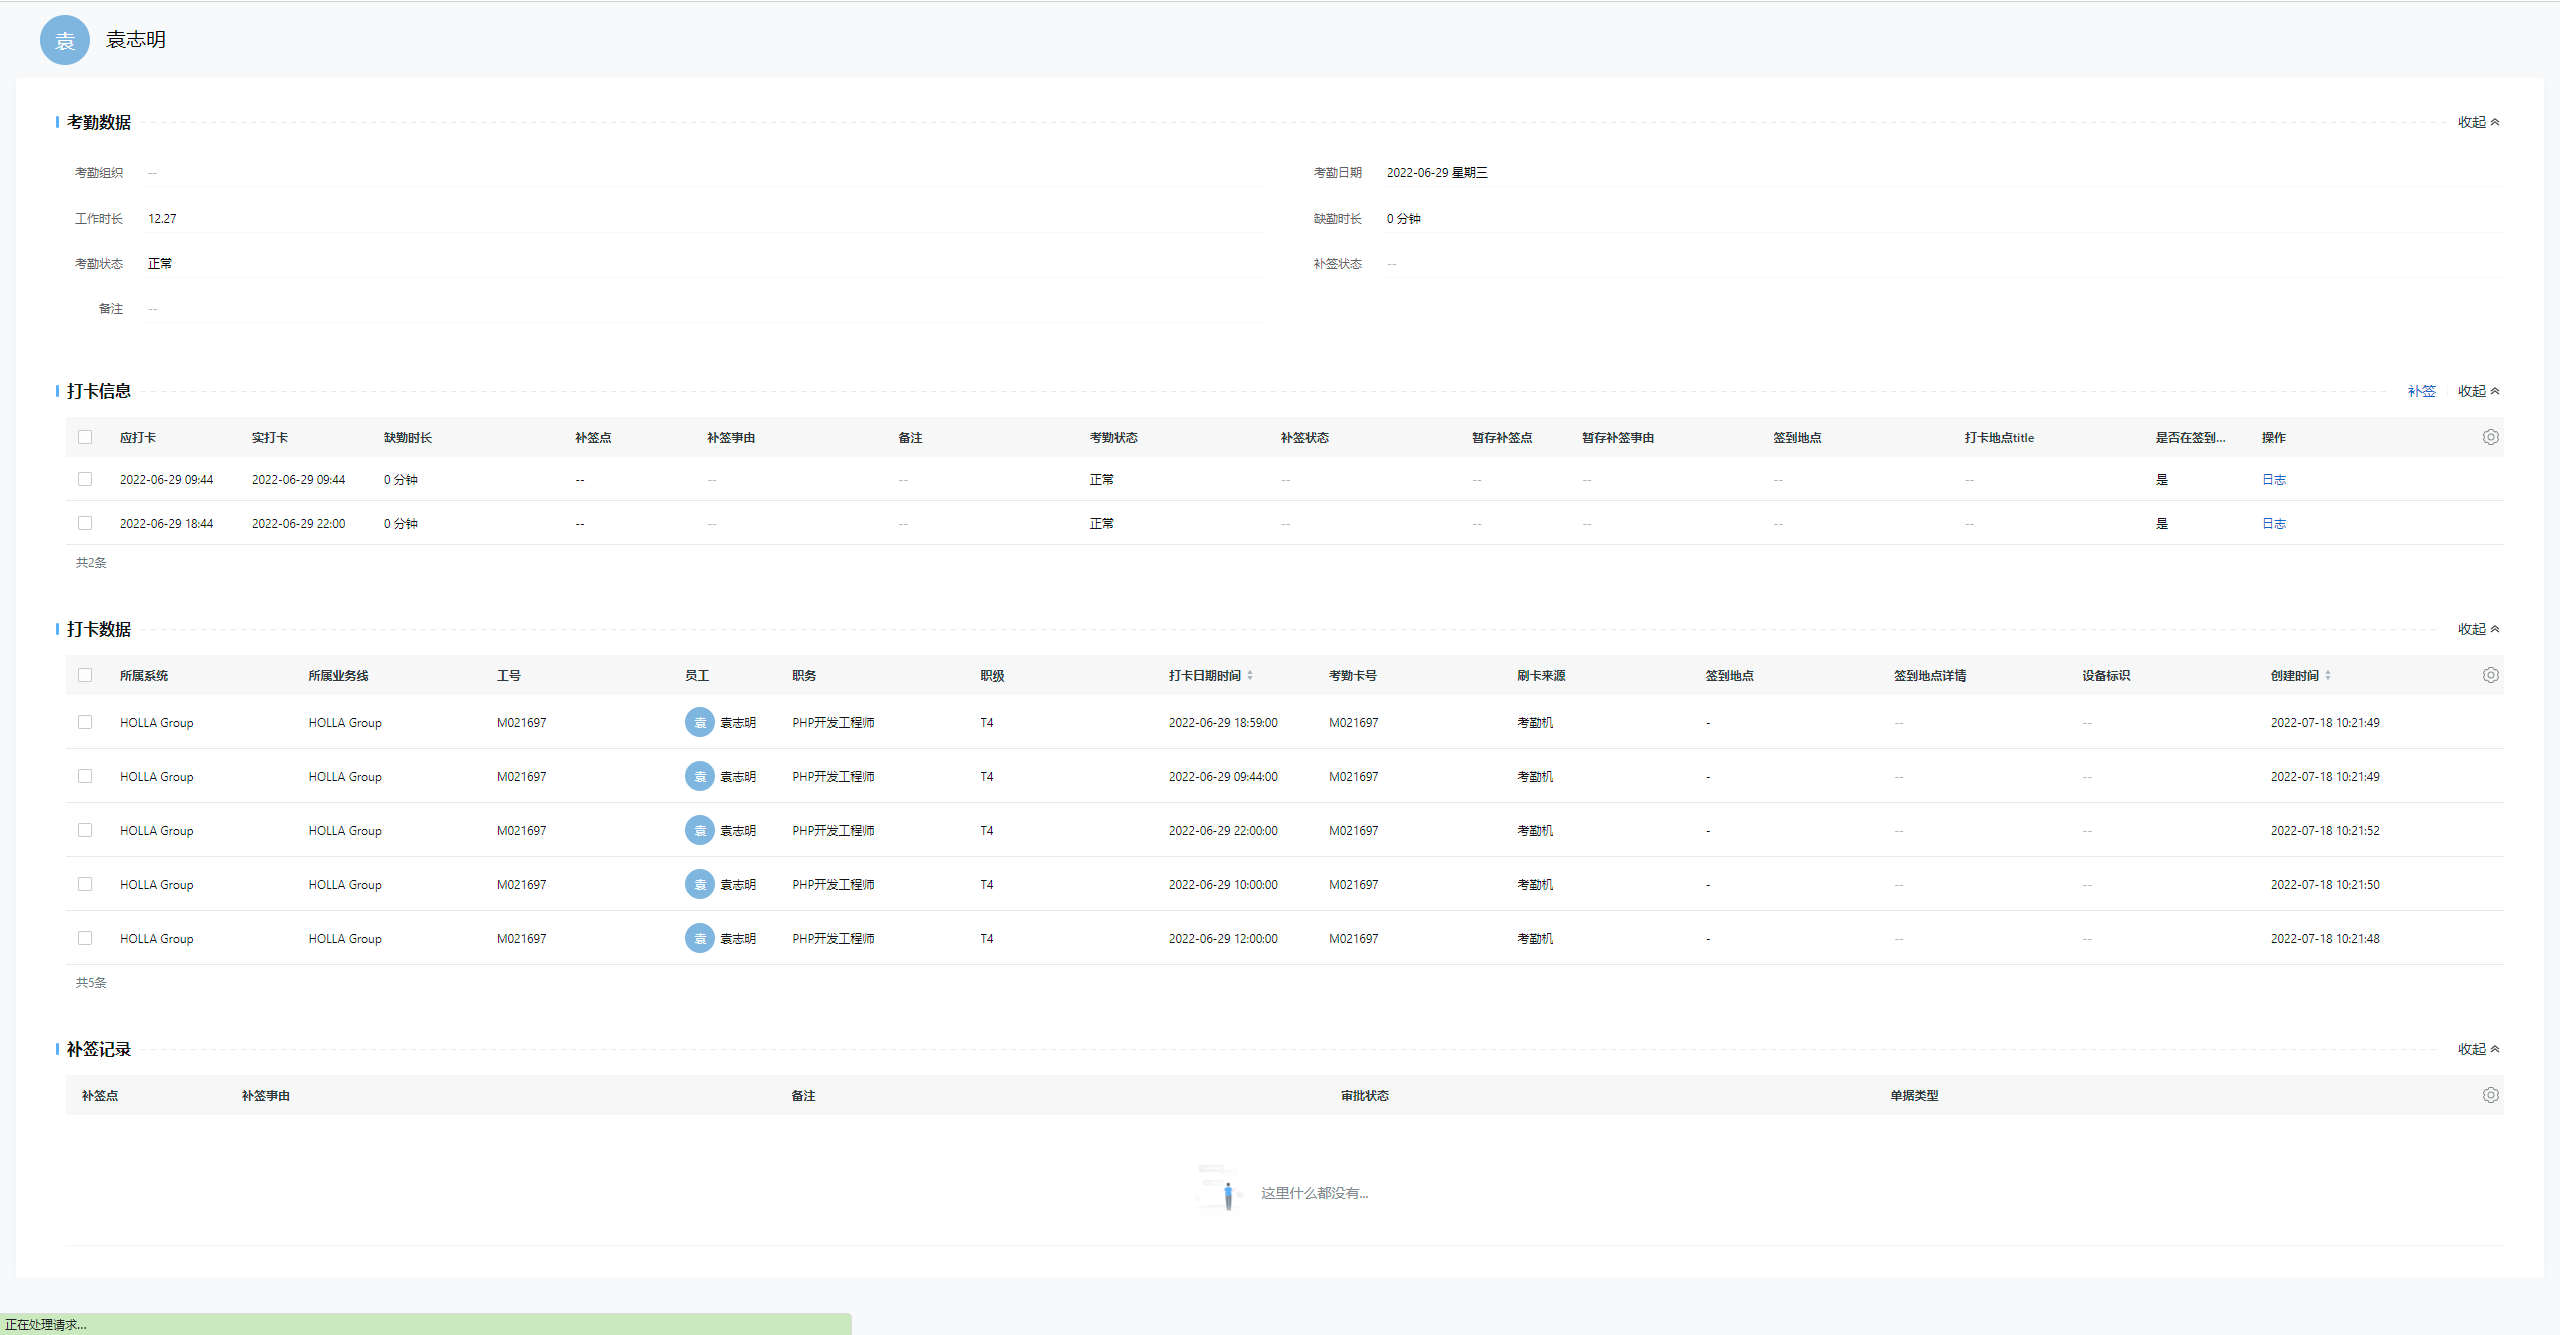 袁 袁志明
考勤数据 收起
考勤组织 -- 考勤日期 2022-06-29 星期三
工作时长 12.27 缺勤时长 0 分钟
考勤状态 正常 补签状态 --
备注 --
打卡信息 补签 收起
应打卡 实打卡 缺勤时长 补签点 补签事由 备注 考勤状态 补签状态 暂存补签点 暂存补签事由 签到地点 打卡地点title 是否在签到... 操作
2022-06-29 09:44 2022-06-29 09:44 0 分钟 -- -- -- 正常 -- -- -- -- -- 是 日志
2022-06-29 18:44 2022-06-29 22:00 0 分钟 -- -- -- 正常 -- -- -- -- -- 是 日志
共2条
打卡数据 收起
所属系统 所属业务线 工号 员工 职务 职级 打卡日期时间 考勤卡号 刷卡来源 签到地点 签到地点详情 设备标识 创建时间
HOLLA Group HOLLA Group M021697 袁 袁志明 PHP开发工程师 T4 2022-06-29 18:59:00 M021697 考勤机 - -- -- 2022-07-18 10:21:49
HOLLA Group HOLLA Group M021697 袁 袁志明 PHP开发工程师 T4 2022-06-29 09:44:00 M021697 考勤机 - -- -- 2022-07-18 10:21:49
HOLLA Group HOLLA Group M021697 袁 袁志明 PHP开发工程师 T4 2022-06-29 22:00:00 M021697 考勤机 - -- -- 2022-07-18 10:21:52
HOLLA Group HOLLA Group M021697 袁 袁志明 PHP开发工程师 T4 2022-06-29 10:00:00 M021697 考勤机 - -- -- 2022-07-18 10:21:50
HOLLA Group HOLLA Group M021697 袁 袁志明 PHP开发工程师 T4 2022-06-29 12:00:00 M021697 考勤机 - -- -- 2022-07-18 10:21:48
共5条
补签记录 收起
补签点 补签事由 备注 审批状态 单据类型
这里什么都没有...
正在处理请求...